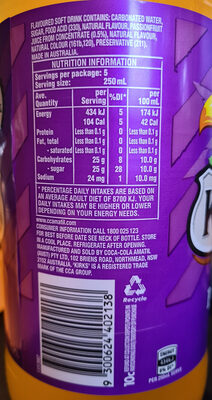 FLAVOURED SOFT DRINK CONTAINS: CARBONATED WATER,
SUGAR, FOOD ACID (330), NATURAL FLAVOUR, PASSIONFRUIT
JUICE FROM CONCENTRATE (0.5%), NATURAL FLAVOUR,
NATURAL COLOUR (161b,120), PRESERVATIVE (211).
MADE IN AUSTRALIA.
NUTRITION INFORMATION
Servings per package: 5
Serving size: 250 mL
Ave. Quantity per Serving %DI* per 100 mL
Energy 434 kJ 5 174 kJ
104 Cal 5 42 Cal
Protein Less than 0.1 g 0 Less than 0.1 g
Fat, total Less than 0.1 g 0 Less than 0.1 g
- saturated Less than 0.1 g 0 Less than 0.1 g
Carbohydrates 25 g 8 10.0 g
- sugar 25 g 28 10.0 g
Sodium 24 mg 1 10.0 mg
* PERCENTAGE DAILY INTAKES ARE BASED ON
AN AVERAGE ADULT DIET OF 8700 KJ. YOUR
DAILY INTAKES MAY BE HIGHER OR LOWER
DEPENDING ON YOUR ENERGY NEEDS.
www.ccamatil.com
CONSUMER INFORMATION CALL 1800 025 123
FOR BEST BEFORE DATE SEE NECK OF BOTTLE. STORE
IN A COOL PLACE. REFRIGERATE AFTER OPENING.
MANUFACTURED AND SOLD BY COCA-COLA AMATIL
(AUST) PTY LTD, 102 BRIENS ROAD, NORTHMEAD, NSW
2152 AUSTRALIA. 'KIRKS' IS A REGISTERED TRADE
MARK OF THE CCA GROUP.
9 300624 402138
Recycle
10c
PER 250ml SERVE